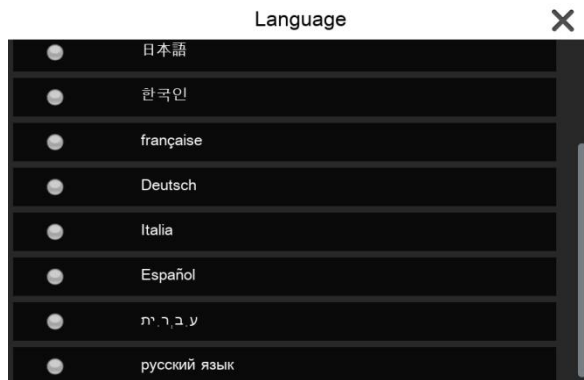 Language
日本語
한국인
française
Deutsch
Italia
Español
ע.ב.ר.ית
русский язык